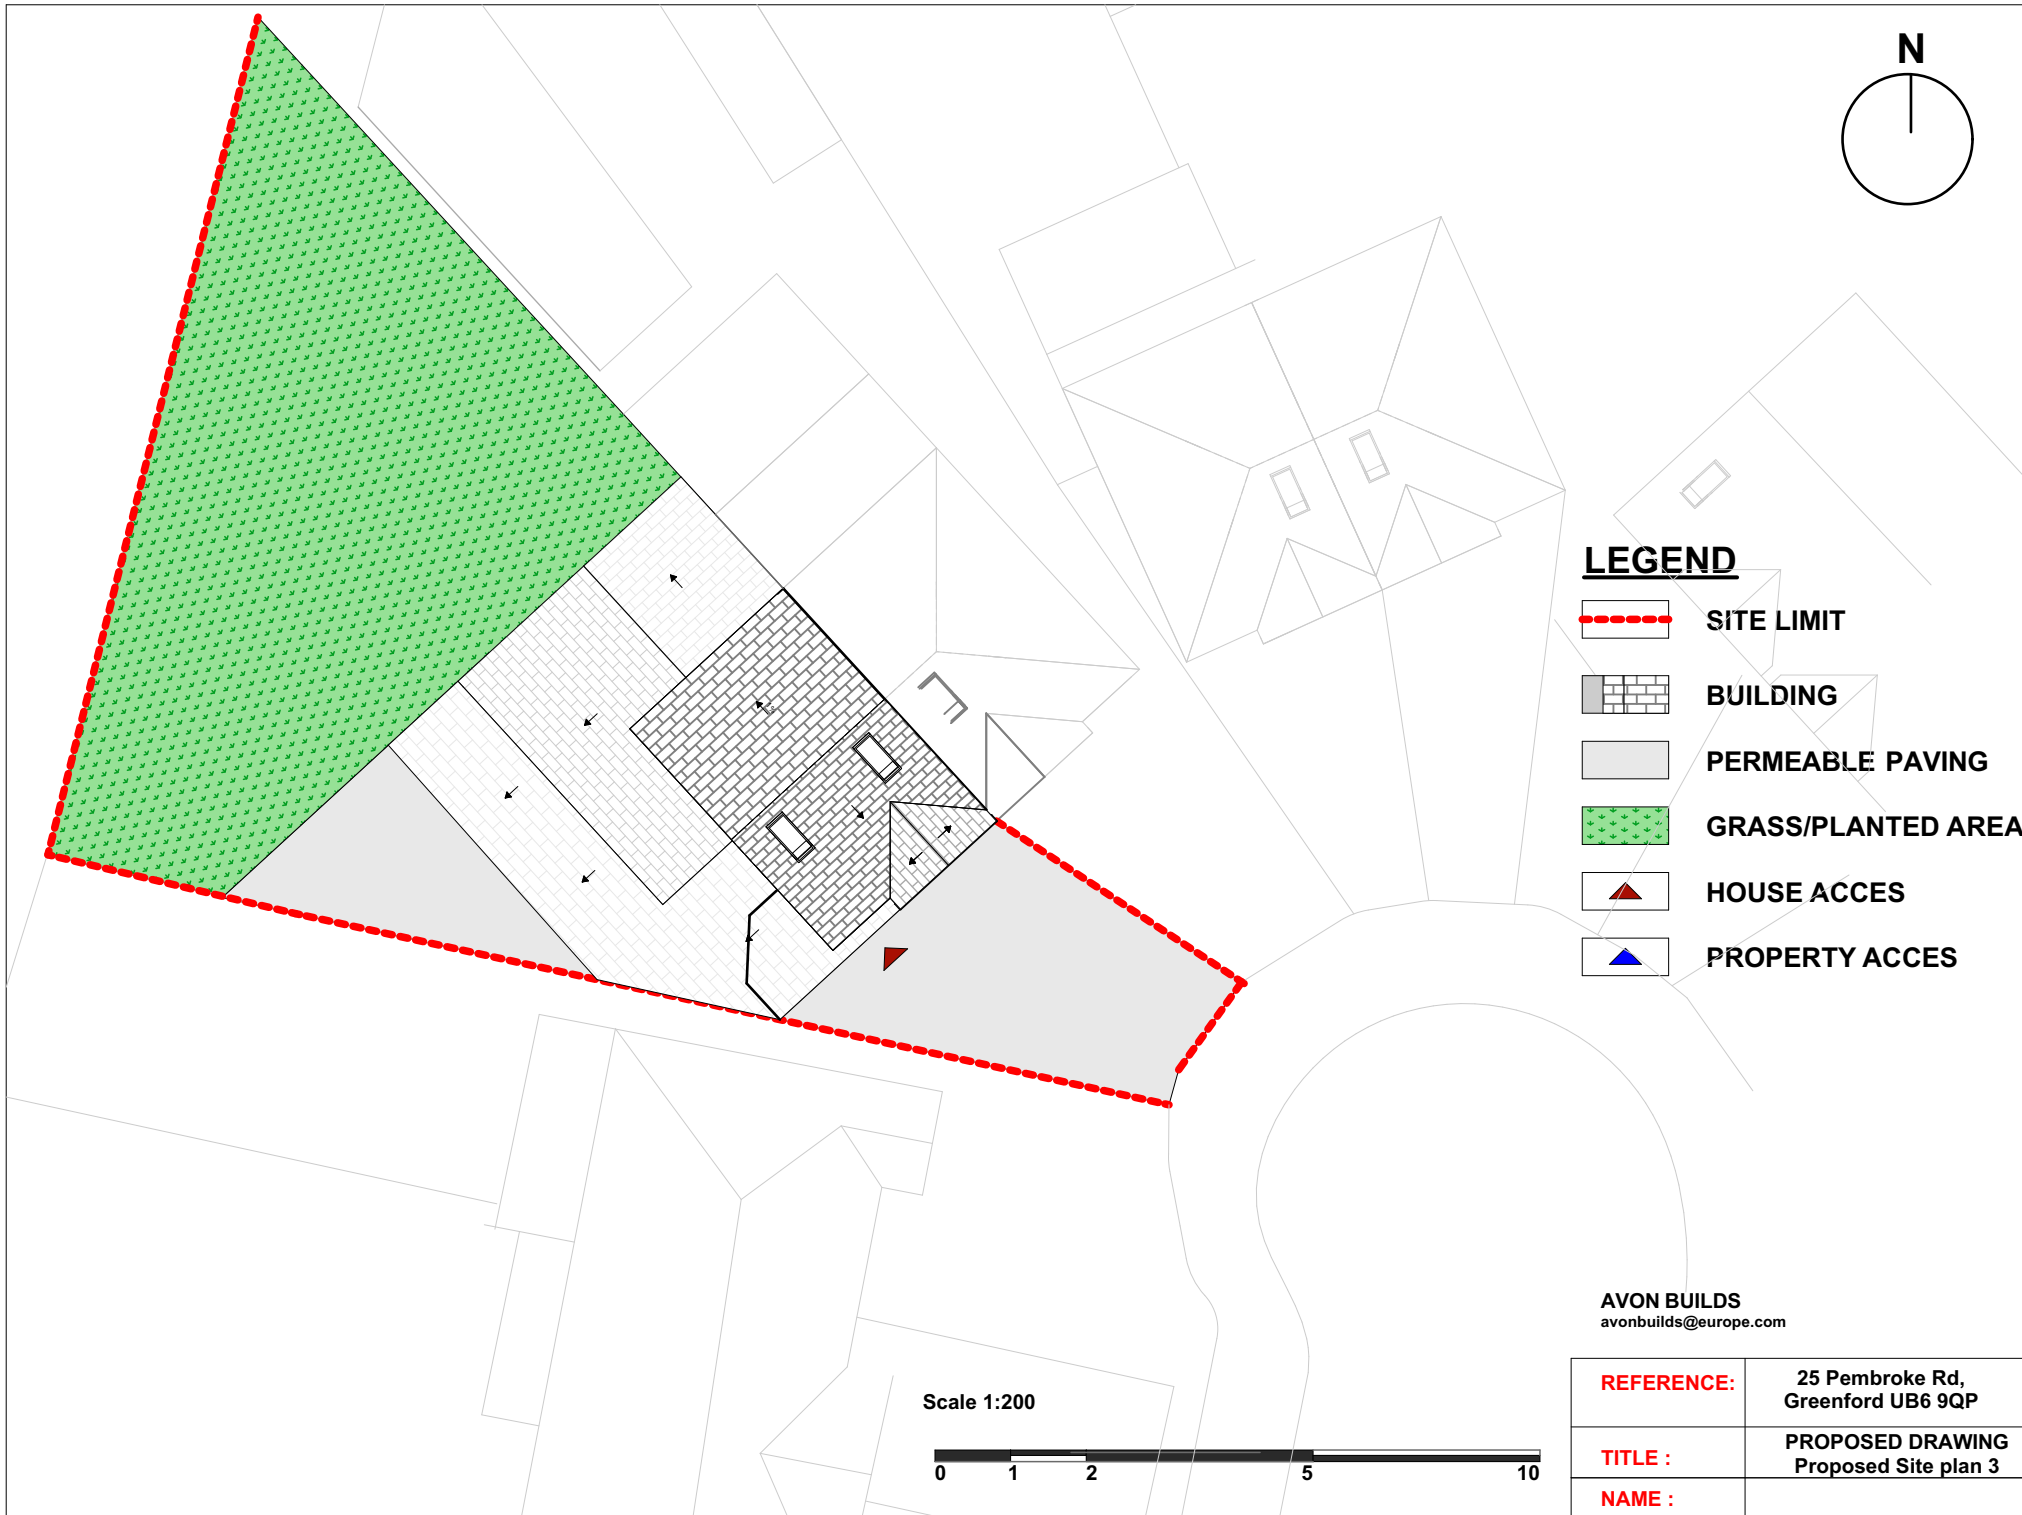 N
LEGEND
SITE LIMIT
BUILDING
PERMEABLE PAVING
GRASS/PLANTED AREA
HOUSE ACCES
PROPERTY ACCES
AVON BUILDS
avonbuilds@europe.com
REFERENCE:
25 Pembroke Rd,
Greenford UB6 9QP
TITLE :
PROPOSED DRAWING
Proposed Site plan 3
NAME :
Scale 1:200
0 1 2 5 10